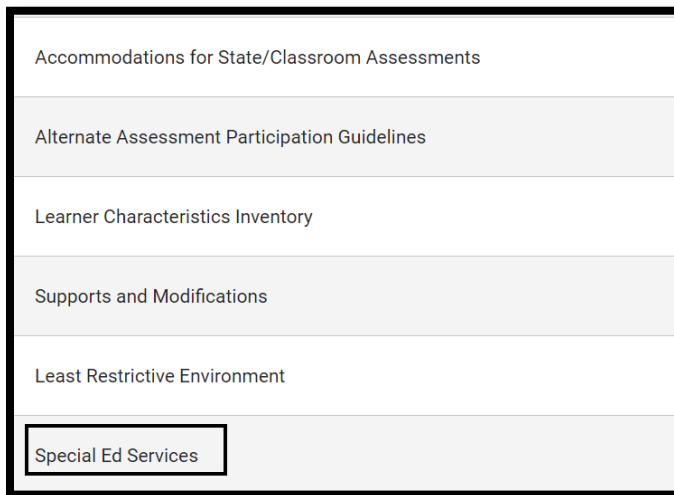 Accommodations for State/Classroom Assessments
Alternate Assessment Participation Guidelines
Learner Characteristics Inventory
Supports and Modifications
Least Restrictive Environment
Special Ed Services